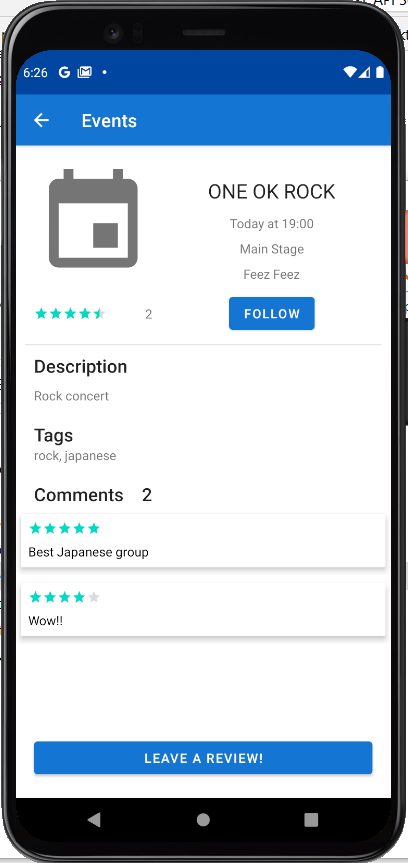 6:26
Events
ONE OK ROCK
Today at 19:00
Main Stage
Feez Feez
2
FOLLOW
Description
Rock concert
Tags
rock, japanese
Comments 2
Best Japanese group
Wow!!
LEAVE A REVIEW!